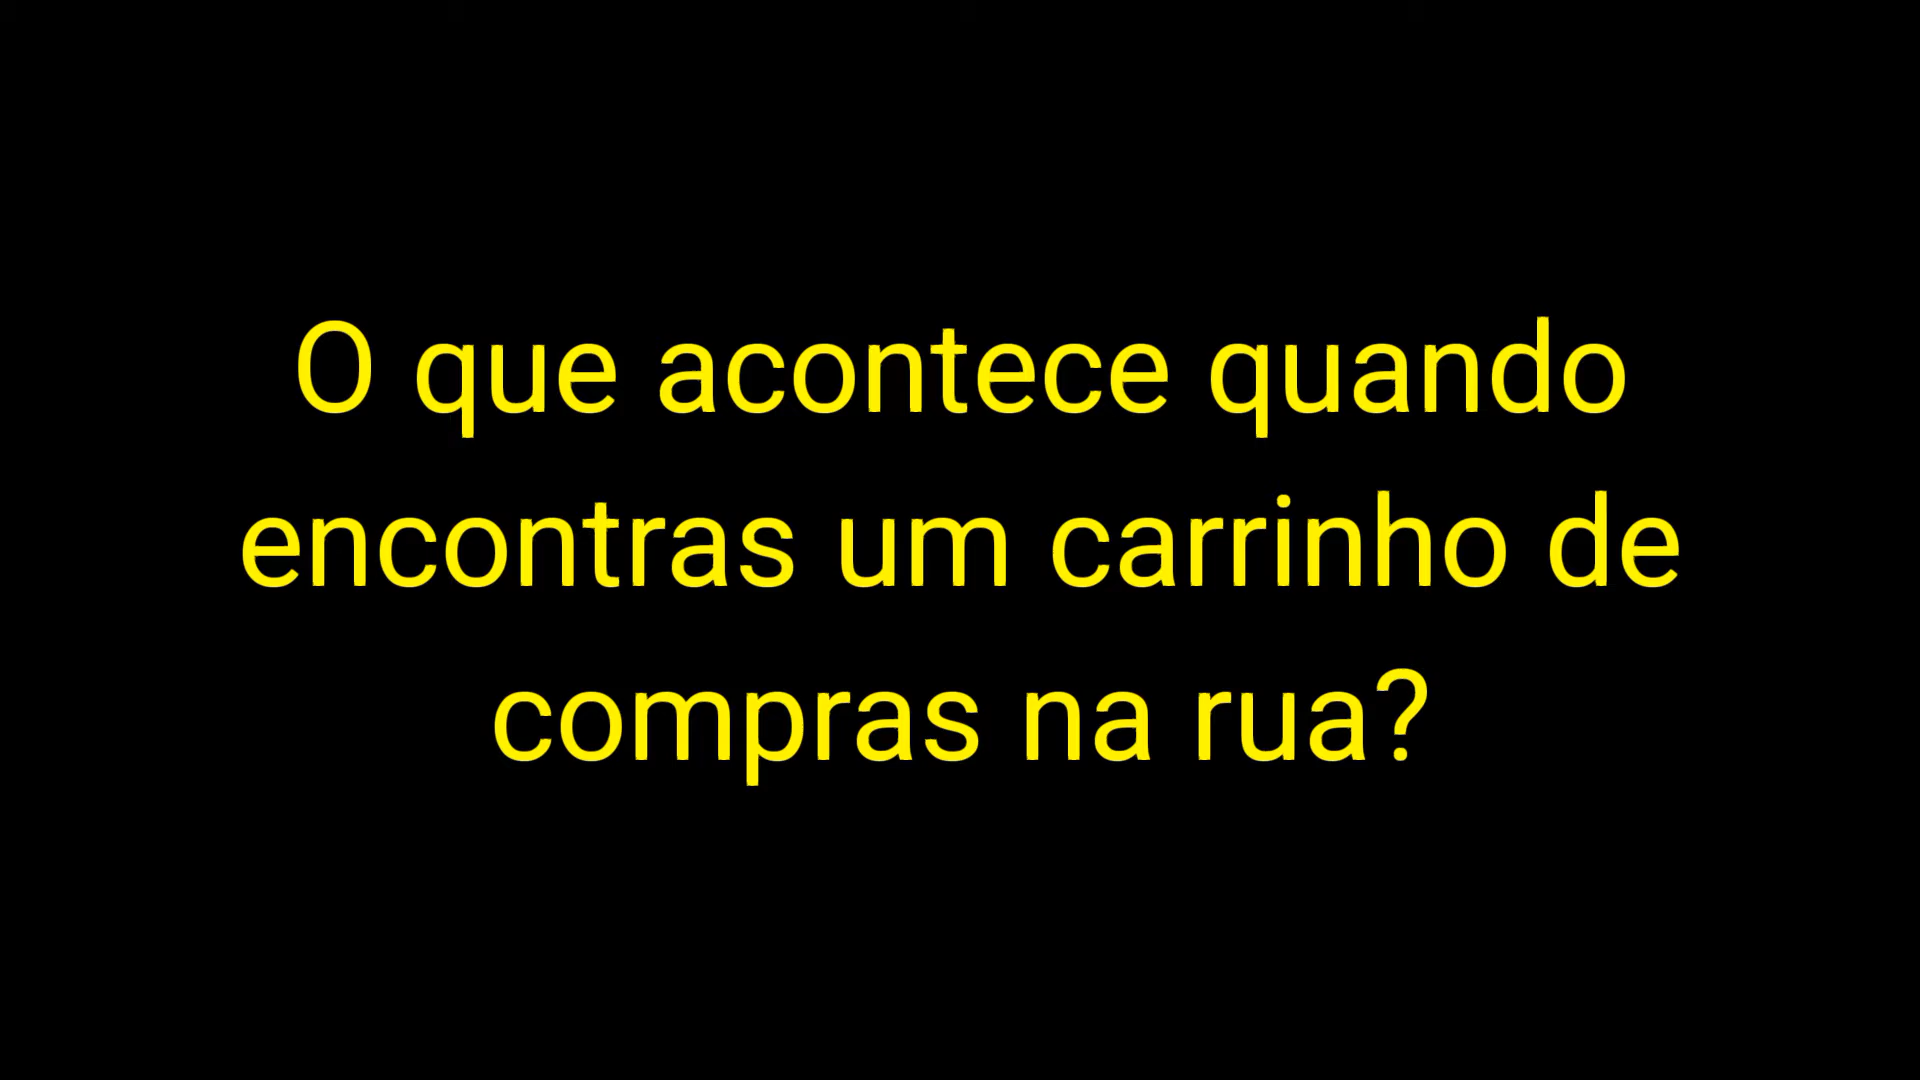 O que acontece quando
encontras um carrinho de
compras na rua?